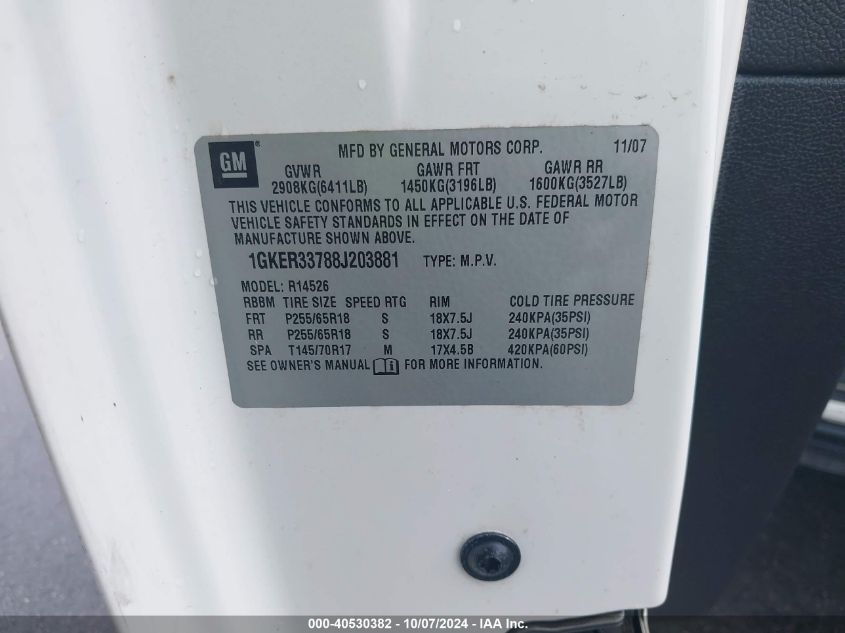 GM
MFD BY GENERAL MOTORS CORP. 11/07
GVWR GAWR FRT GAWR RR
2908KG(6411LB) 1450KG(3196LB) 1600KG(3527LB)
THIS VEHICLE CONFORMS TO ALL APPLICABLE U.S. FEDERAL MOTOR
VEHICLE SAFETY STANDARDS IN EFFECT ON THE DATE OF
MANUFACTURE SHOWN ABOVE.
1GKER33788J203881 TYPE: M.P.V.
MODEL: R14526
RBBM TIRE SIZE SPEED RTG RIM COLD TIRE PRESSURE
FRT P255/65R18 S 18X7.5J 240KPA(35PSI)
RR P255/65R18 S 18X7.5J 240KPA(35PSI)
SPA T145/70R17 M 17X4.5B 420KPA(60PSI)
SEE OWNER'S MANUAL FOR MORE INFORMATION.
000-40530382 - 10/07/2024 - IAA Inc.